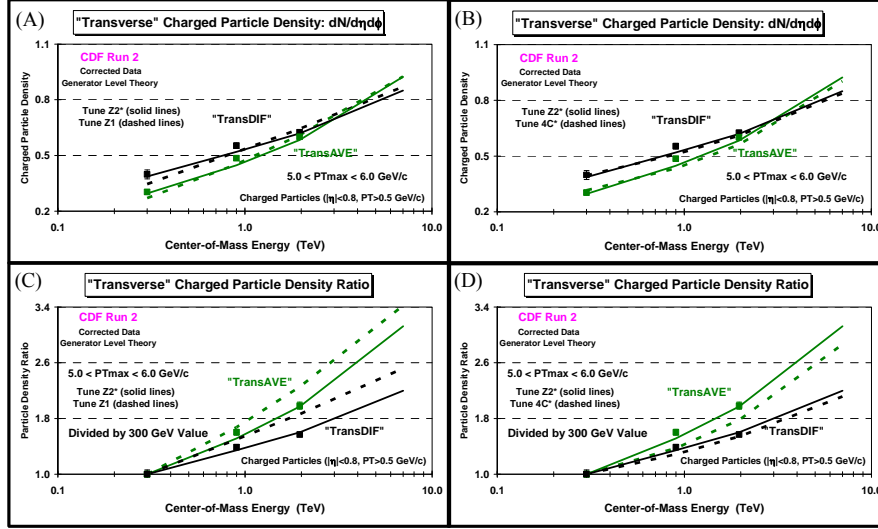 (A)
"Transverse" Charged Particle Density: dN/dηdϕ
Charged Particle Density
1.1
0.8
0.5
0.2
CDF Run 2
Corrected Data
Generator Level Theory
Tune Z2* (solid lines)
Tune Z1 (dashed lines)
"TransDIF"
"TransAVE"
5.0 < PTmax < 6.0 GeV/c
Charged Particles (|η|<0.8, PT>0.5 GeV/c)
0.1
1.0
10.0
Center-of-Mass Energy (TeV)
(B)
"Transverse" Charged Particle Density: dN/dηdϕ
Charged Particle Density
1.1
0.8
0.5
0.2
CDF Run 2
Corrected Data
Generator Level Theory
Tune Z2* (solid lines)
Tune 4C* (dashed lines)
"TransDIF"
"TransAVE"
5.0 < PTmax < 6.0 GeV/c
Charged Particles (|η|<0.8, PT>0.5 GeV/c)
0.1
1.0
10.0
Center-of-Mass Energy (TeV)
(C)
"Transverse" Charged Particle Density Ratio
Particle Density Ratio
3.4
2.6
1.8
1.0
CDF Run 2
Corrected Data
Generator Level Theory
5.0 < PTmax < 6.0 GeV/c
"TransAVE"
Tune Z2* (solid lines)
Tune Z1 (dashed lines)
Divided by 300 GeV Value
"TransDIF"
Charged Particles (|η|<0.8, PT>0.5 GeV/c)
0.1
1.0
10.0
Center-of-Mass Energy (TeV)
(D)
"Transverse" Charged Particle Density Ratio
Particle Density Ratio
3.4
2.6
1.8
1.0
CDF Run 2
Corrected Data
Generator Level Theory
5.0 < PTmax < 6.0 GeV/c
"TransAVE"
Tune Z2* (solid lines)
Tune 4C* (dashed lines)
Divided by 300 GeV Value
"TransDIF"
Charged Particles (|η|<0.8, PT>0.5 GeV/c)
0.1
1.0
10.0
Center-of-Mass Energy (TeV)